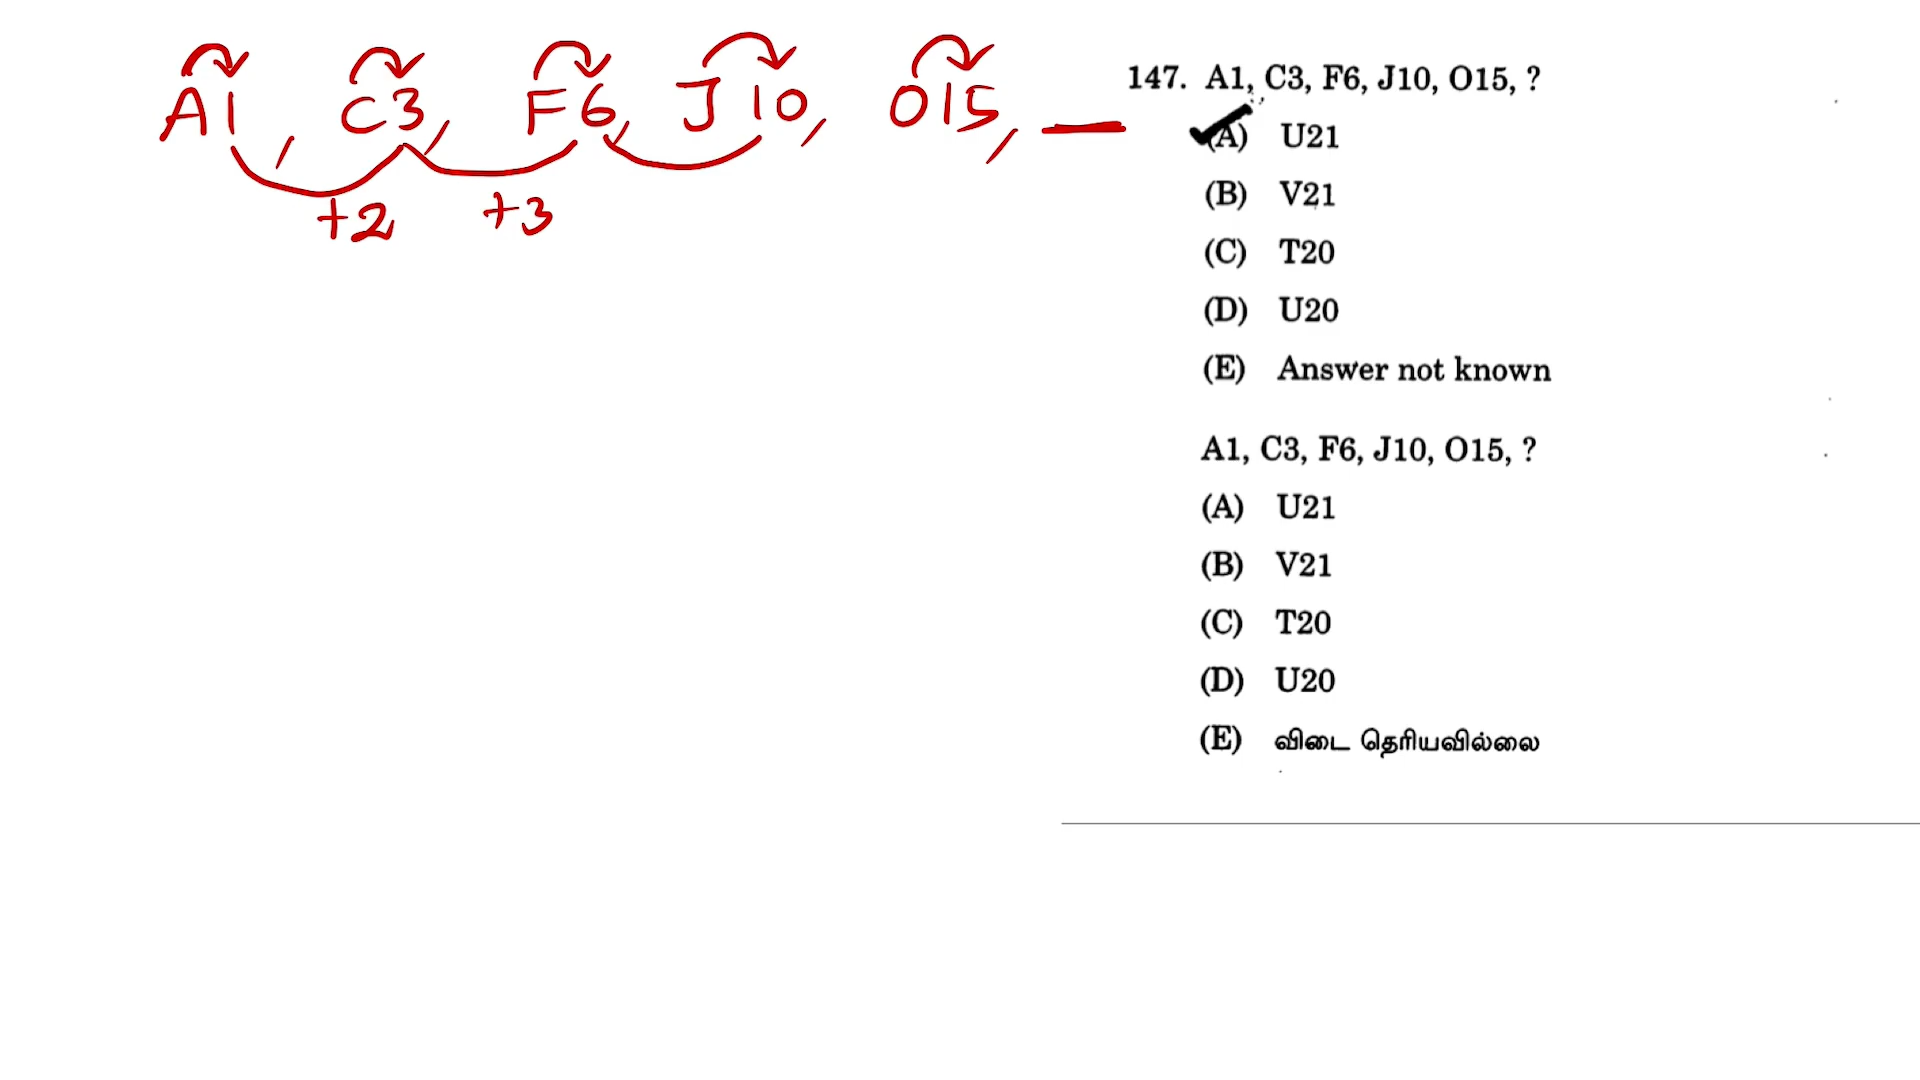 A1, C3, F6, J10, O15, __
+2 +3
147. A1, C3, F6, J10, O15, ?
(A) U21
(B) V21
(C) T20
(D) U20
(E) Answer not known
A1, C3, F6, J10, O15, ?
(A) U21
(B) V21
(C) T20
(D) U20
(E) விடை தெரியவில்லை